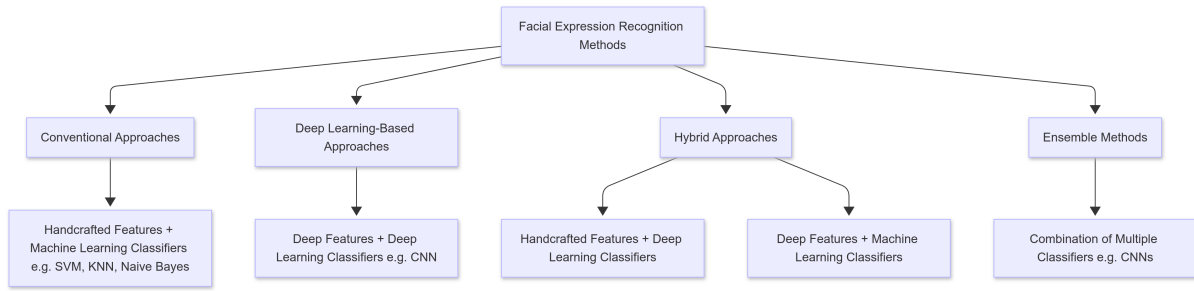 Facial Expression Recognition
Methods
Conventional Approaches
Deep Learning-Based
Approaches
Hybrid Approaches
Ensemble Methods
Handcrafted Features +
Machine Learning Classifiers
e.g. SVM, KNN, Naive Bayes
Deep Features + Deep
Learning Classifiers e.g. CNN
Handcrafted Features + Deep
Learning Classifiers
Deep Features + Machine
Learning Classifiers
Combination of Multiple
Classifiers e.g. CNNs